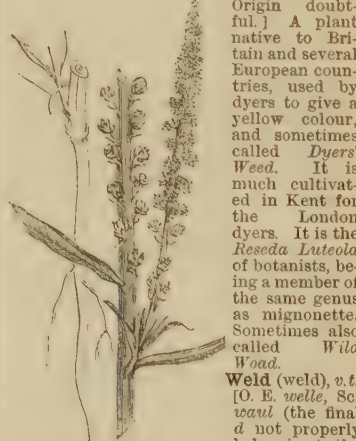 Origin doubt-
ful.] A plant
native to Bri-
tain and several
European coun-
tries, used by
dyers to give a
yellow colour,
and sometimes
called Dyers'
Weed. It is
much cultivat-
ed in Kent for
the London
dyers. It is the
Reseda Luteola
of botanists, be-
ing a member of
the same genus
as mignonette.
Sometimes also
called Wild
Woad.
Weld (weld), v.t.
[O. E. welle, Sc.
waul (the final
d not properly